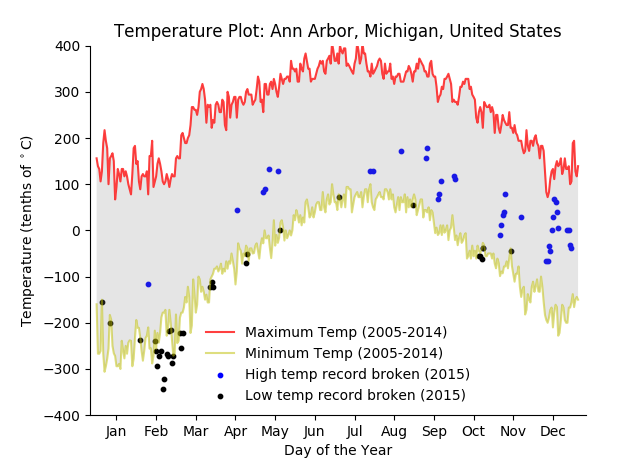 Temperature Plot: Ann Arbor, Michigan, United States
400
300
200
100
0
−100
−200
−300
−400
Temperature (tenths of ∘C)
Maximum Temp (2005-2014)
Minimum Temp (2005-2014)
High temp record broken (2015)
Low temp record broken (2015)
Jan Feb Mar Apr May Jun Jul Aug Sep Oct Nov Dec
Day of the Year